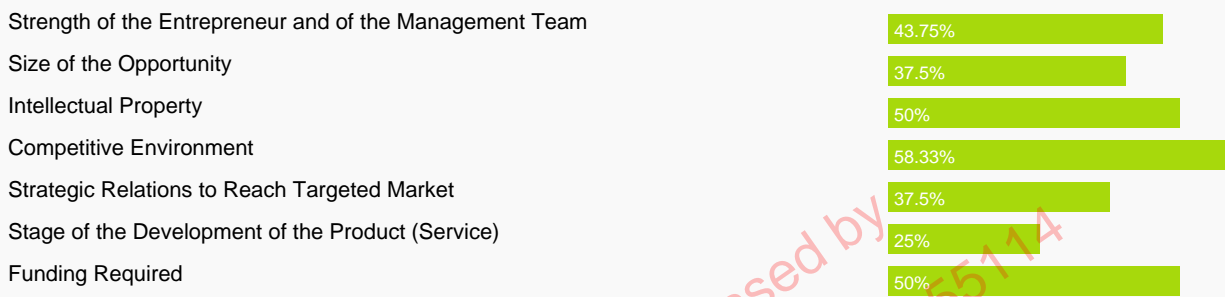 Strength of the Entrepreneur and of the Management Team 43.75%
Size of the Opportunity 37.5%
Intellectual Property 50%
Competitive Environment 58.33%
Strategic Relations to Reach Targeted Market 37.5%
Stage of the Development of the Product (Service) 25%
Funding Required 50%
by
55114